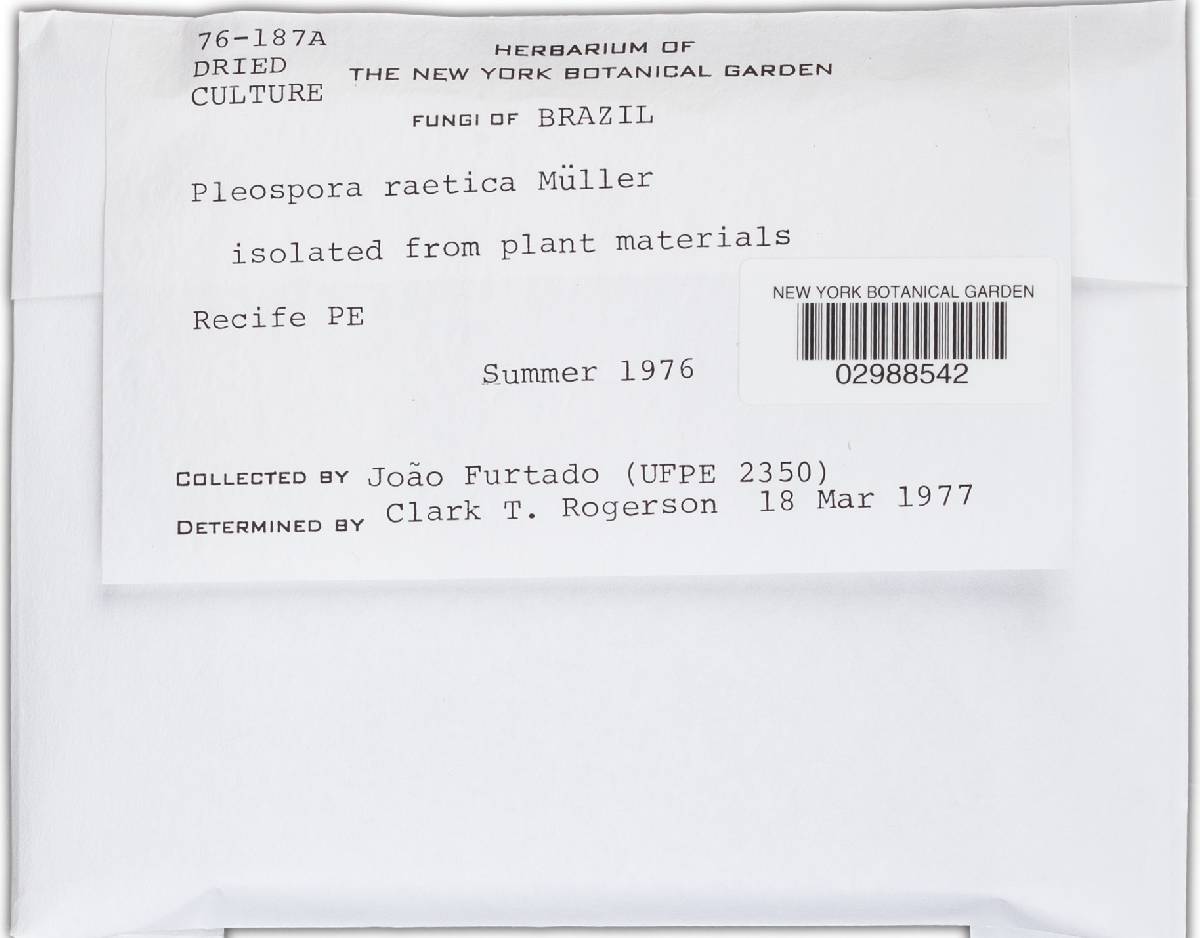 76-187A
DRIED
CULTURE
HERBARIUM OF
THE NEW YORK BOTANICAL GARDEN
FUNGI OF BRAZIL
Pleospora raetica Müller
isolated from plant materials
Recife PE
NEW YORK BOTANICAL GARDEN
02988542
Summer 1976
COLLECTED BY João Furtado (UFPE 2350)
DETERMINED BY Clark T. Rogerson 18 Mar 1977